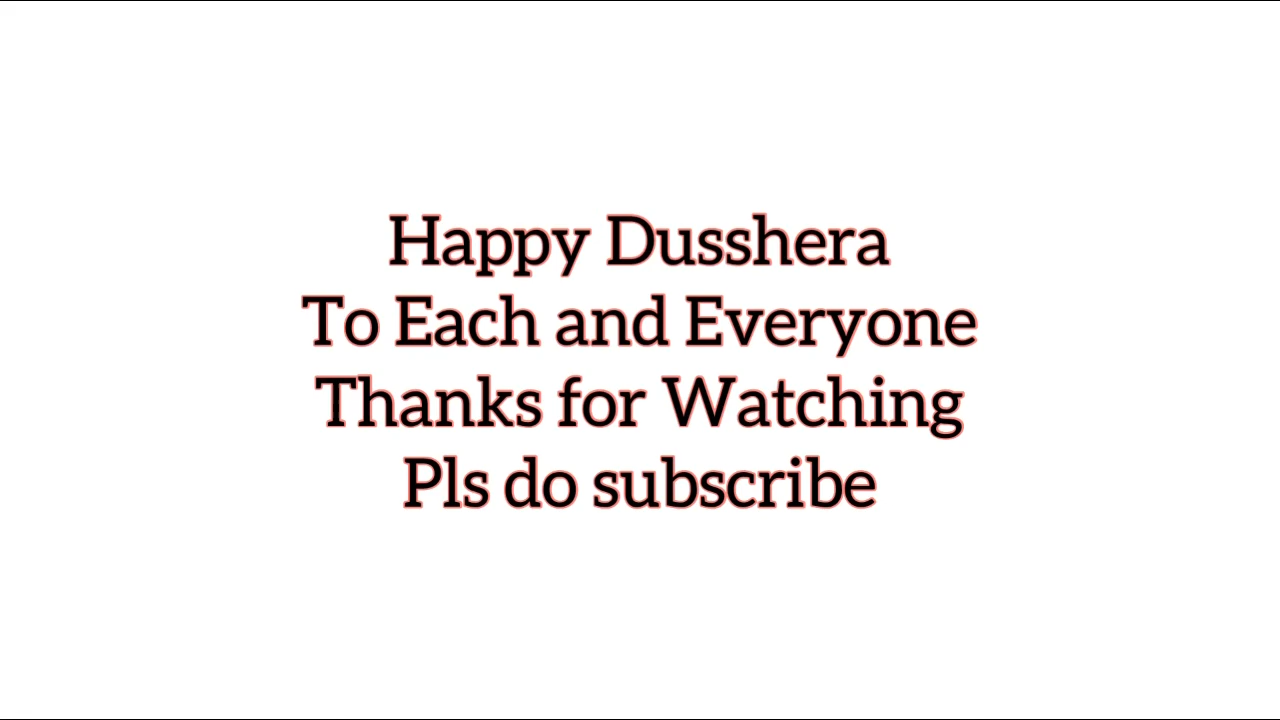 Happy Dusshera
To Each and Everyone
Thanks for Watching
Pls do subscribe